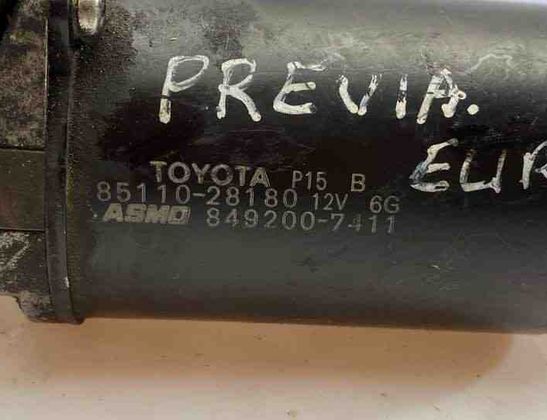 PREVIA.
EUR
TOYOTA P15 B
85110-28180 12V 6G
ASMO 849200-7411